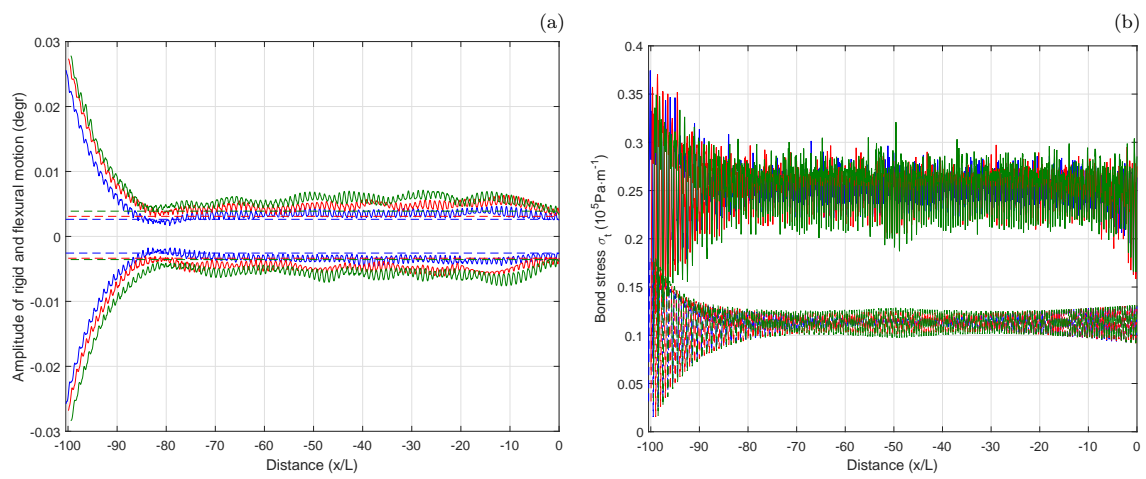 (a)
0.03
0.02
0.01
0
-0.01
-0.02
-0.03
Amplitude of rigid and flexural motion (degr)
-100 -90 -80 -70 -60 -50 -40 -30 -20 -10 0
Distance (x/L)
(b)
0.4
0.35
0.3
0.25
0.2
0.15
0.1
0.05
0
Bond stress σt (10⁵Pa·m⁻¹)
-100 -90 -80 -70 -60 -50 -40 -30 -20 -10 0
Distance (x/L)